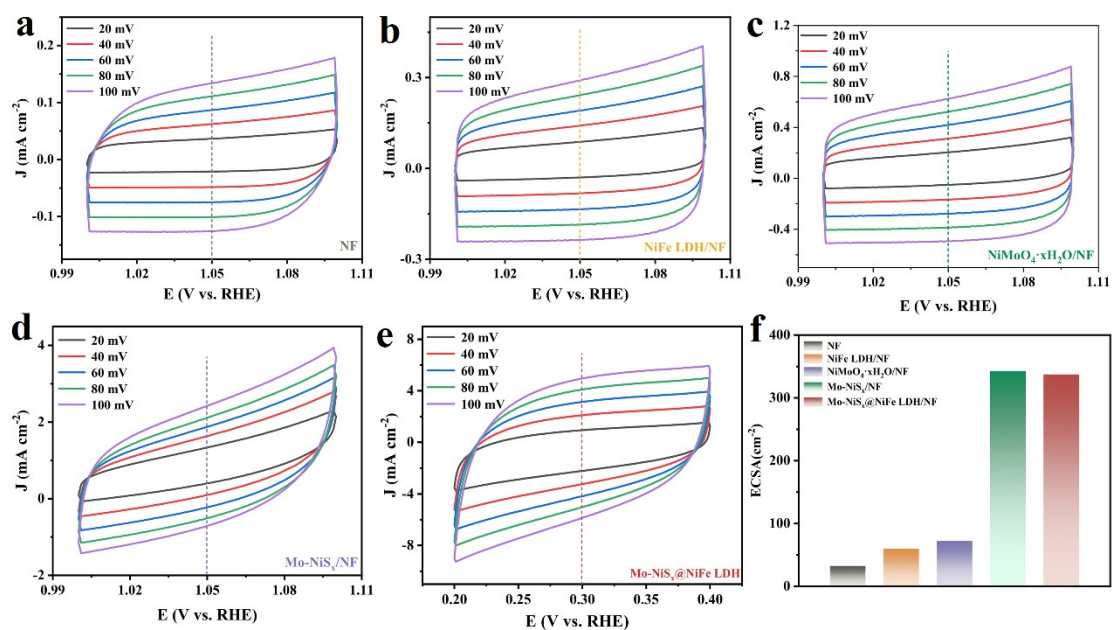 a
20 mV
40 mV
60 mV
80 mV
100 mV
0.2
0.1
0.0
-0.1
J (mA cm⁻²)
NF
0.99 1.02 1.05 1.08 1.11
E (V vs. RHE)
b
20 mV
40 mV
60 mV
80 mV
100 mV
0.3
0.0
-0.3
J (mA cm⁻²)
NiFe LDH/NF
0.99 1.02 1.05 1.08 1.11
E (V vs. RHE)
c
20 mV
40 mV
60 mV
80 mV
100 mV
1.2
0.8
0.4
0.0
-0.4
J (mA cm⁻²)
NiMoO₄·xH₂O/NF
0.99 1.02 1.05 1.08 1.11
E (V vs. RHE)
d
20 mV
40 mV
60 mV
80 mV
100 mV
4
2
0
-2
J (mA cm⁻²)
Mo-NiSₓ/NF
0.99 1.02 1.05 1.08 1.11
E (V vs. RHE)
e
20 mV
40 mV
60 mV
80 mV
100 mV
8
4
0
-4
-8
J (mA cm⁻²)
Mo-NiSₓ@NiFe LDH
0.20 0.25 0.30 0.35 0.40
E (V vs. RHE)
f
NF
NiFe LDH/NF
NiMoO₄·xH₂O/NF
Mo-NiSₓ/NF
Mo-NiSₓ@NiFe LDH/NF
400
300
200
100
0
ECSA(cm⁻²)